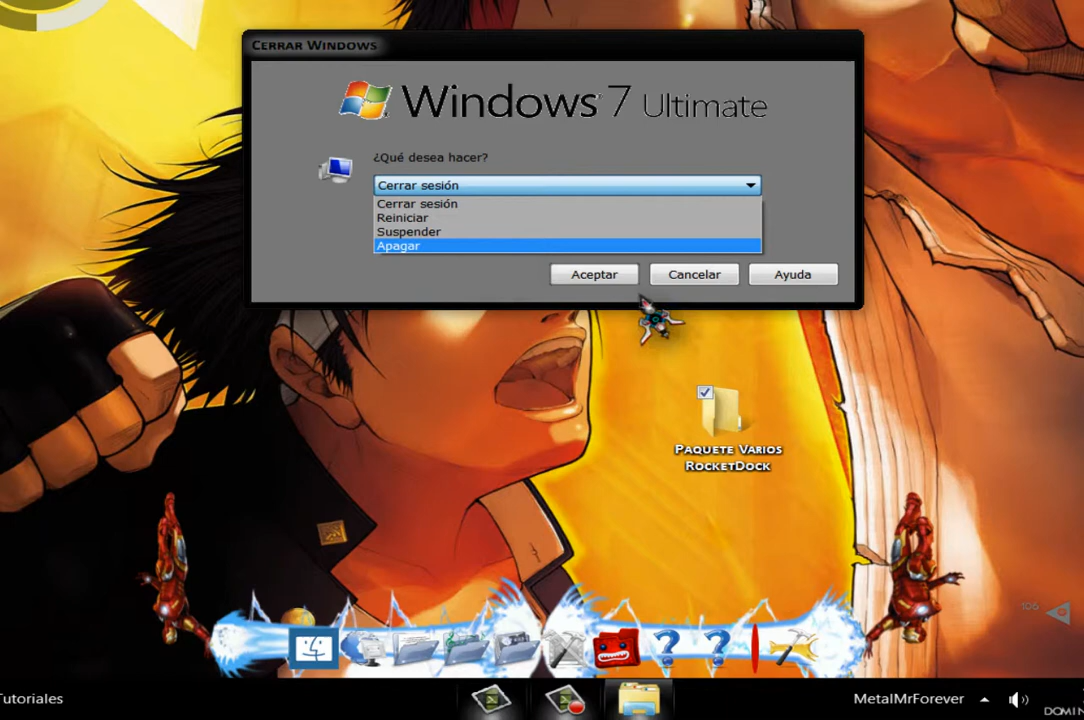 Cerrar Windows
Windows 7 Ultimate
¿Qué desea hacer?
Cerrar sesión
Cerrar sesión
Reiniciar
Suspender
Apagar
Aceptar Cancelar Ayuda
Paquete Varios
RocketDock
106
Tutoriales
MetalMrForever